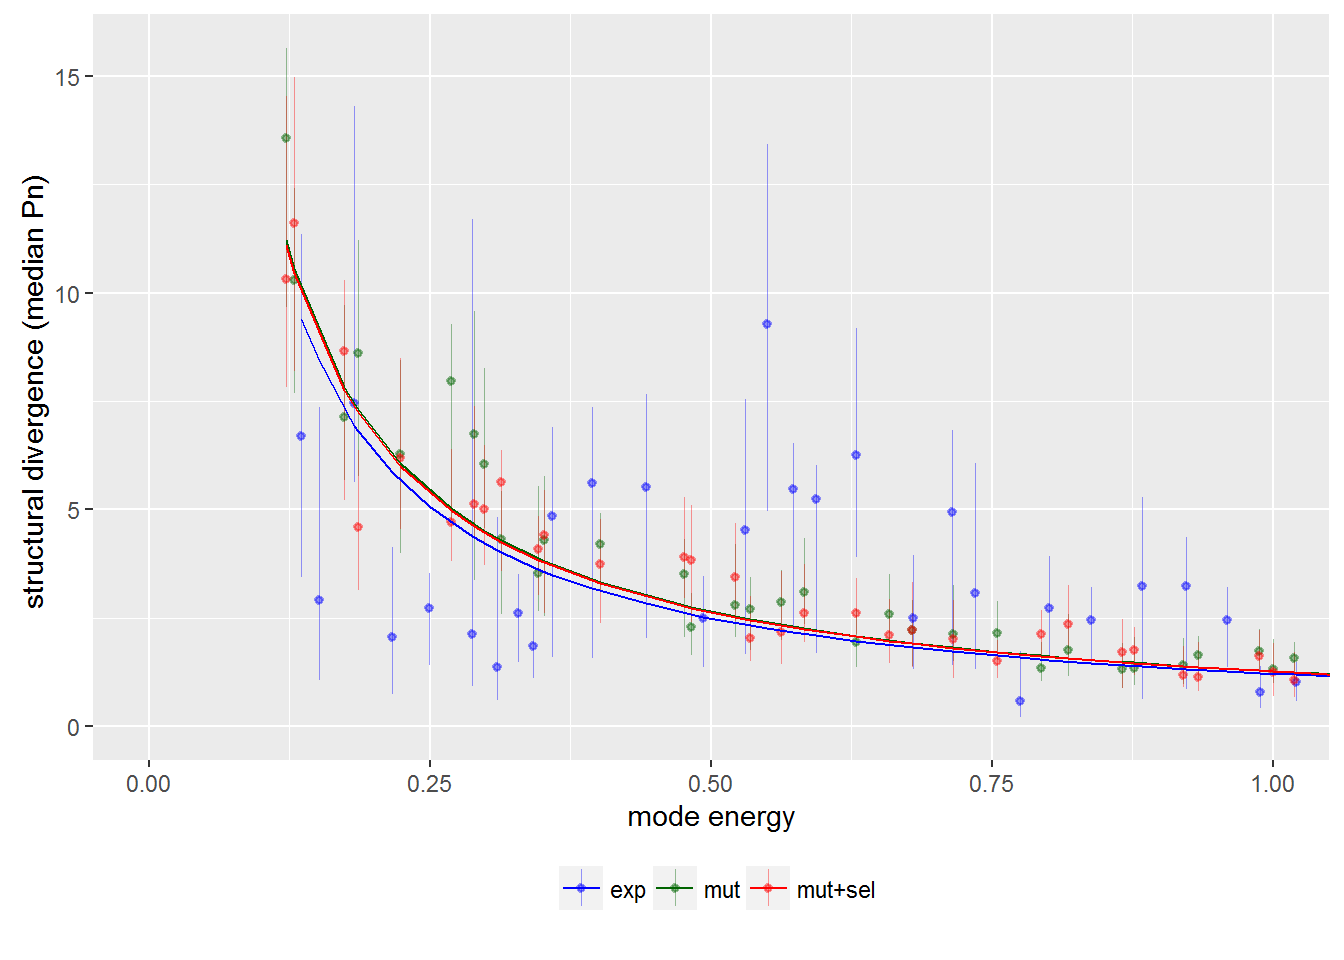 structural divergence (median Pn)
15
10
5
0
0.00 0.25 0.50 0.75 1.00
mode energy
exp mut mut+sel